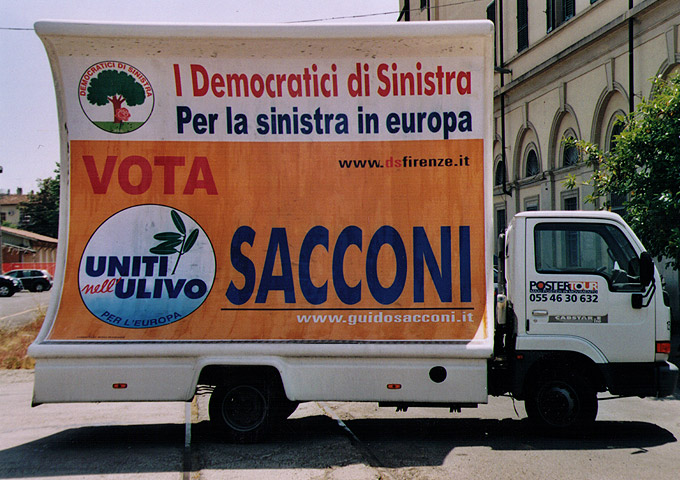 DEMOCRATICI DI SINISTRA
I Democratici di Sinistra
Per la sinistra in europa
www.dsfirenze.it
VOTA
UNITI
nell'ULIVO
PER L'EUROPA
SACCONI
www.guidosacconi.it
POSTERTOUR
055 46 30 632
CABSTAR